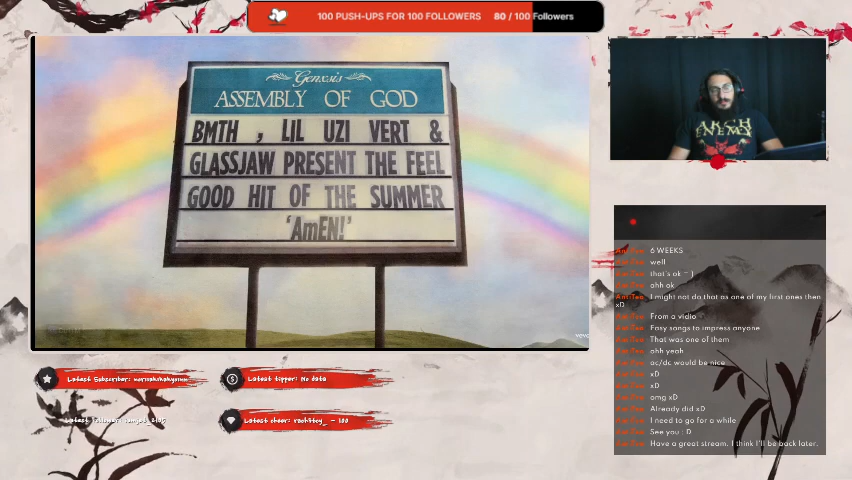 100 PUSH-UPS FOR 100 FOLLOWERS 80 / 100 Followers
Genxsis
ASSEMBLY OF GOD
BMTH , LIL UZI VERT &
GLASSJAW PRESENT THE FEEL
GOOD HIT OF THE SUMMER
'AmEN!'
vevo
ARCH
ENEMY
6 WEEKS
well
that's ok = )
ahh ok
I might not do that as one of my first ones then
xD
From a vidio
Easy songs to impress anyone
That was one of them
ahh yeah
ac/dc would be nice
xD
xD
omg xD
Already did xD
I need to go for a while
See you : D
Have a great stream. I think I'll be back later.
Latest Subscriber:
Latest tipper: No data
Latest follower:
Latest cheer: - 100